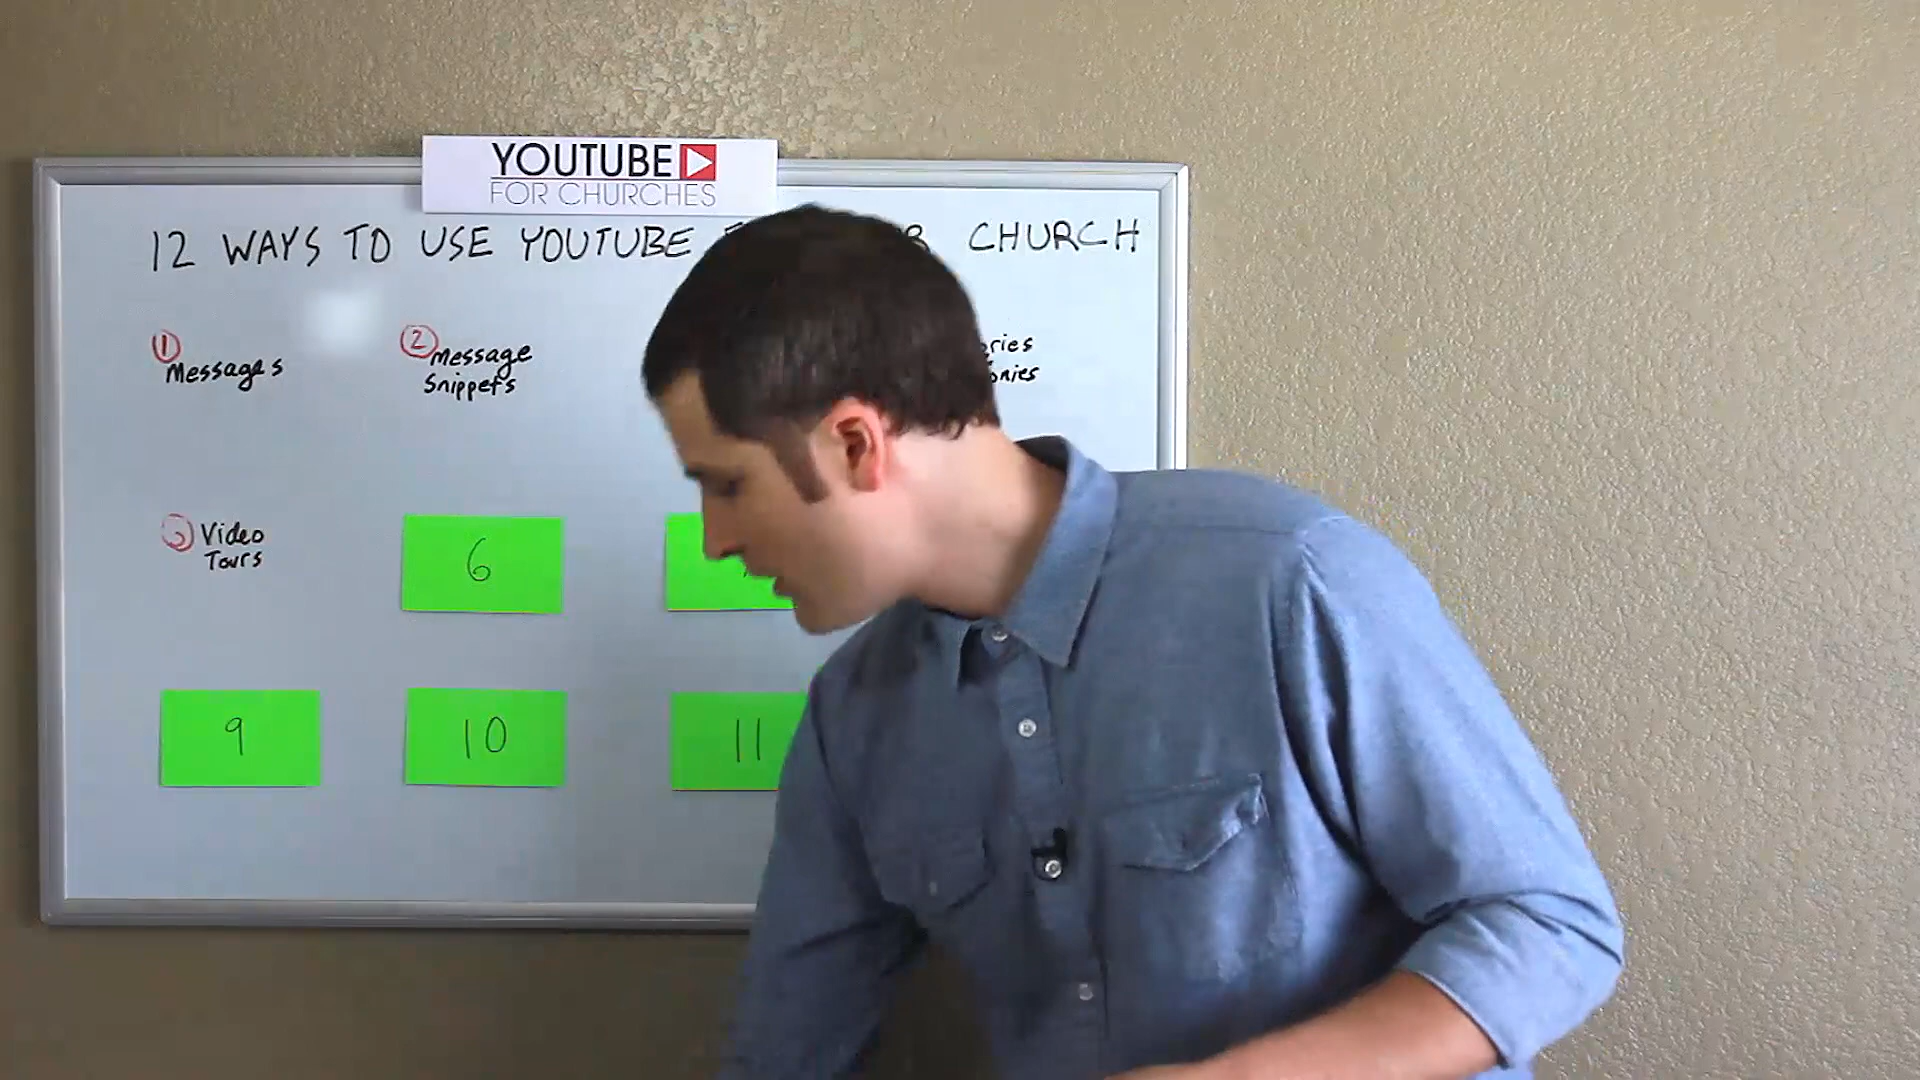 YOUTUBE
FOR CHURCHES
12 WAYS TO USE YOUTUBE CHURCH
1
Messages
2
Message
Snippets
Video
Tours
6
9
10
11